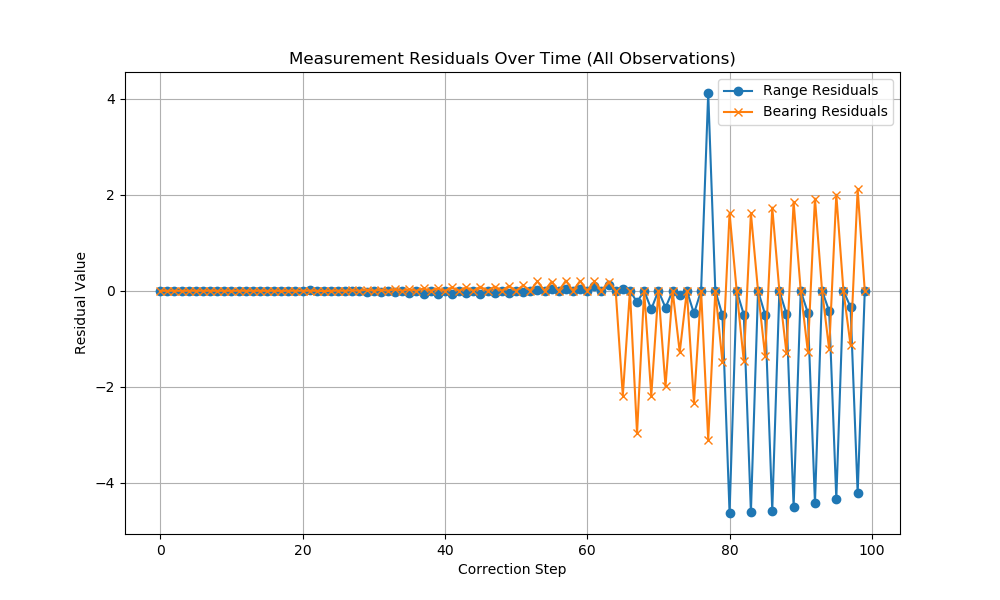 Measurement Residuals Over Time (All Observations)
Range Residuals
Bearing Residuals
Residual Value
4
2
0
−2
−4
0
20
40
60
80
100
Correction Step